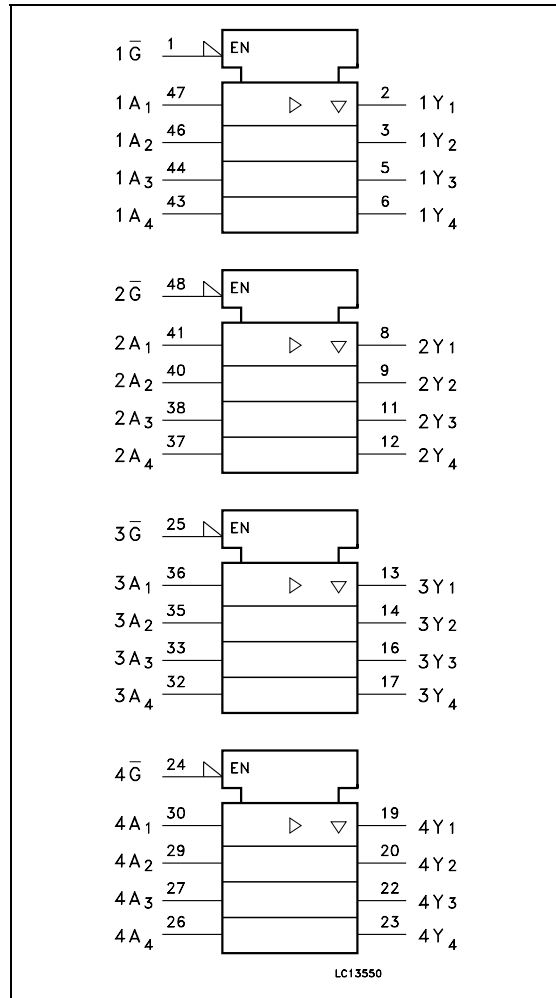 1G̅ 1 EN
1A1 47 2 1Y1
1A2 46 3 1Y2
1A3 44 5 1Y3
1A4 43 6 1Y4
2G̅ 48 EN
2A1 41 8 2Y1
2A2 40 9 2Y2
2A3 38 11 2Y3
2A4 37 12 2Y4
3G̅ 25 EN
3A1 36 13 3Y1
3A2 35 14 3Y2
3A3 33 16 3Y3
3A4 32 17 3Y4
4G̅ 24 EN
4A1 30 19 4Y1
4A2 29 20 4Y2
4A3 27 22 4Y3
4A4 26 23 4Y4
LC13550